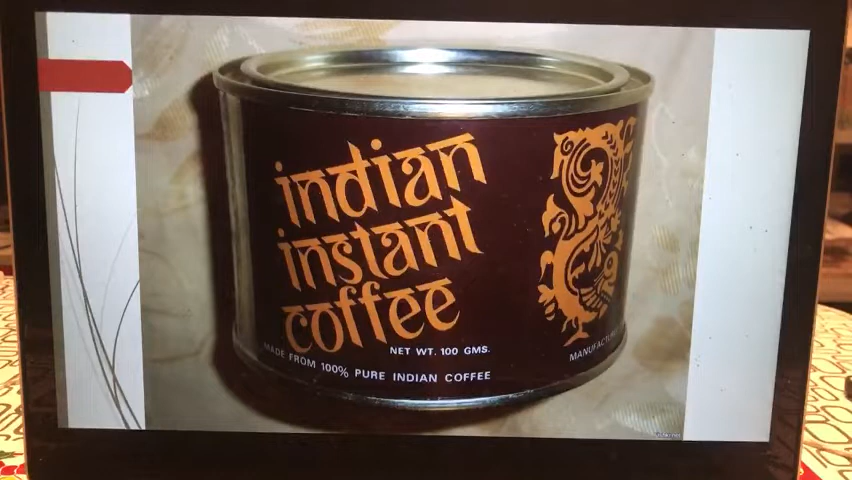 indian
instant
coffee
NET WT. 100 GMS.
MADE FROM 100% PURE INDIAN COFFEE